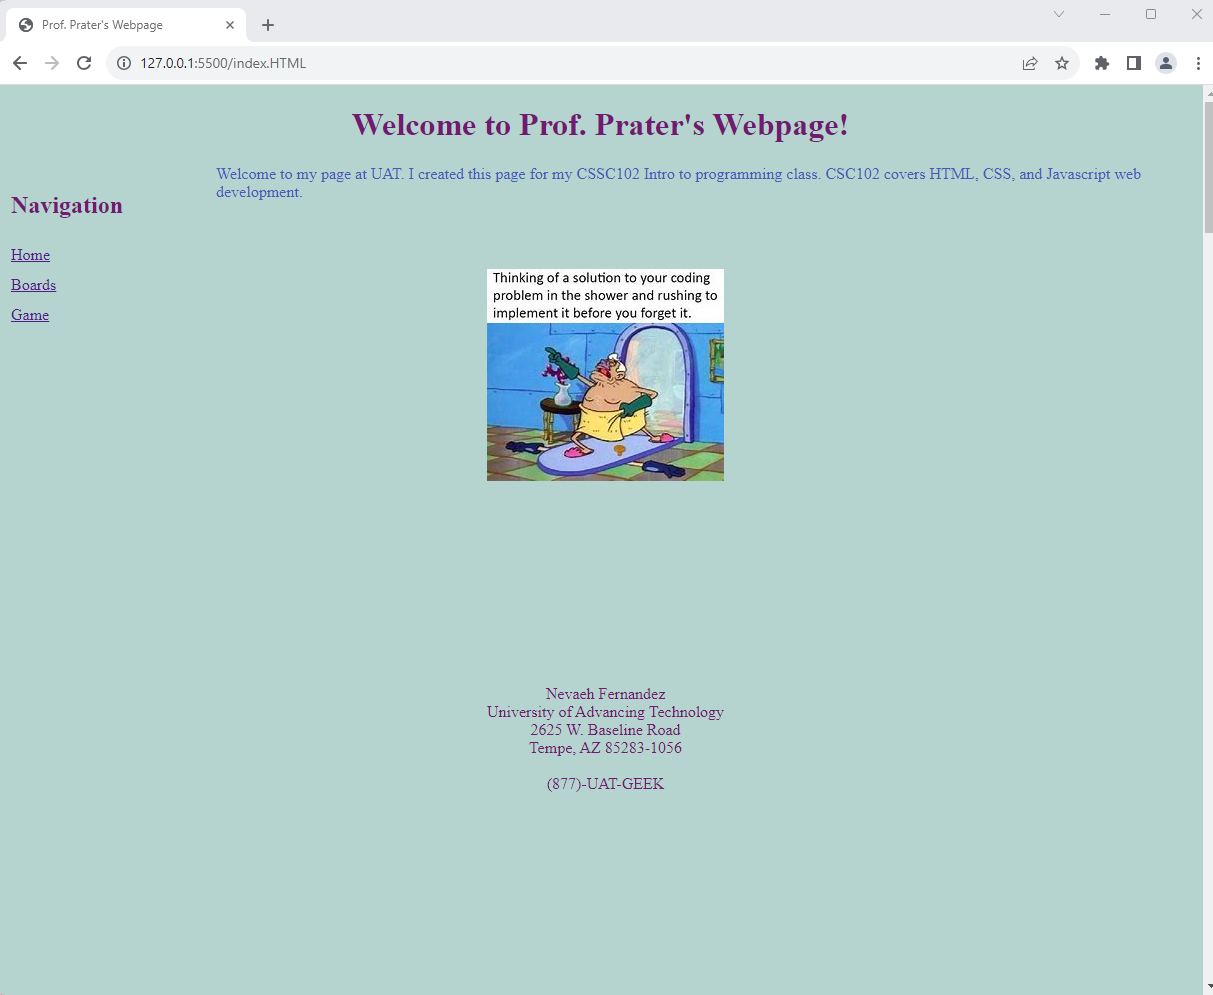 Prof. Prater's Webpage
127.0.0.1:5500/index.HTML
Welcome to Prof. Prater's Webpage!
Welcome to my page at UAT. I created this page for my CSSC102 Intro to programming class. CSC102 covers HTML, CSS, and Javascript web
development.
Navigation
Home
Boards
Game
Thinking of a solution to your coding
problem in the shower and rushing to
implement it before you forget it.
Nevaeh Fernandez
University of Advancing Technology
2625 W. Baseline Road
Tempe, AZ 85283-1056
(877)-UAT-GEEK